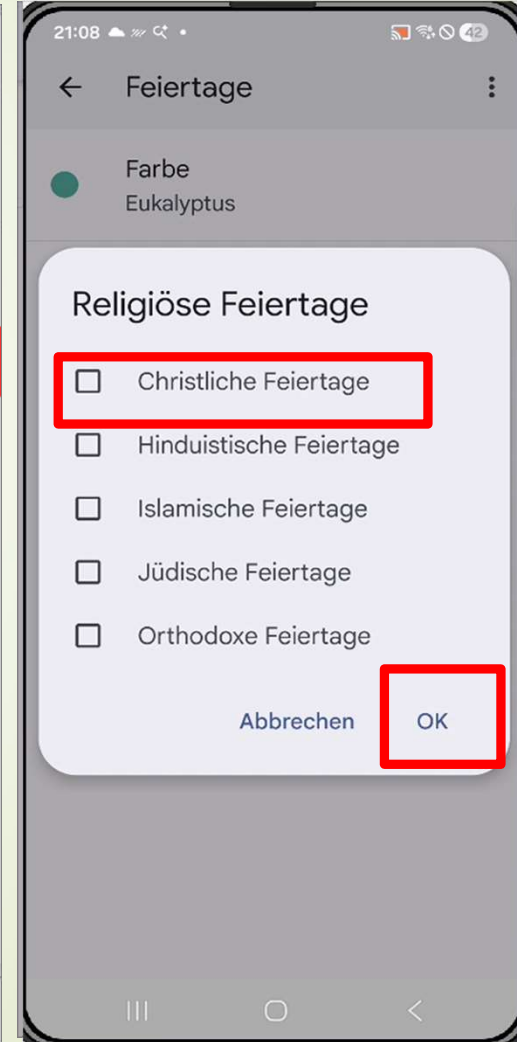 21:08
42
Feiertage
Farbe
Eukalyptus
Religiöse Feiertage
Christliche Feiertage
Hinduistische Feiertage
Islamische Feiertage
Jüdische Feiertage
Orthodoxe Feiertage
Abbrechen OK